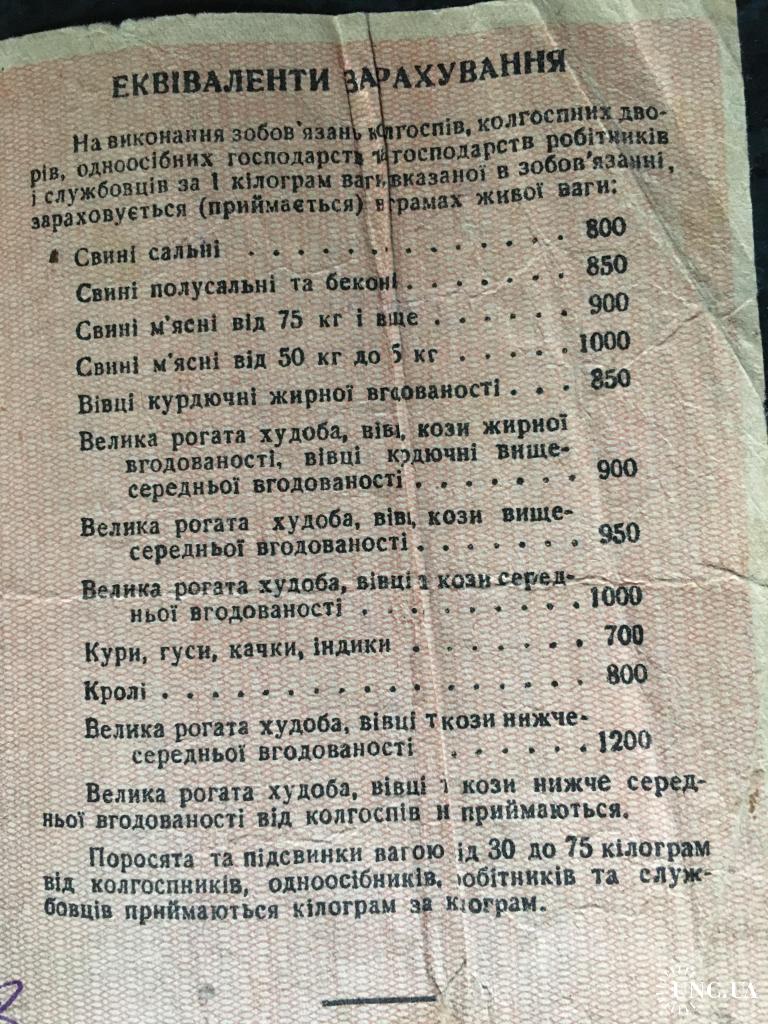 ЕКВІВАЛЕНТИ ЗАРАХУВАННЯ
На виконання зобов'язань колгоспів, колгоспних дво-
рів, одноосібних господарств та господарств робітників
і службовців за 1 кілограм ваги, вказаної в зобов'язанні,
зараховується (приймається) в грамах живої ваги:
Свині сальні . . . . . . . . . . . . . 800
Свині полусальні та беконі . . . . . . . 850
Свині м'ясні від 75 кг і вище . . . . . . 900
Свині м'ясні від 50 кг до 75 кг . . . . . 1000
Вівці курдючні жирної вгодованості . . . 850
Велика рогата худоба, вівці, кози жирної
вгодованості, вівці курдючні вище-
середньої вгодованості . . . . . . . 900
Велика рогата худоба, вівці, кози вище-
середньої вгодованості . . . . . . . 950
Велика рогата худоба, вівці і кози серед-
ньої вгодованості . . . . . . . . . 1000
Кури, гуси, качки, індики . . . . . . . . 700
Кролі . . . . . . . . . . . . . . . . 800
Велика рогата худоба, вівці т кози нижче-
середньої вгодованості . . . . . . 1200
Велика рогата худоба, вівці і кози нижче серед-
ньої вгодованості від колгоспів не приймаються.
Поросята та підсвинки вагою від 30 до 75 кілограм
від колгоспників, одноосібників, робітників та служ-
бовців приймаються кілограм за кілограм.
UNC.UA